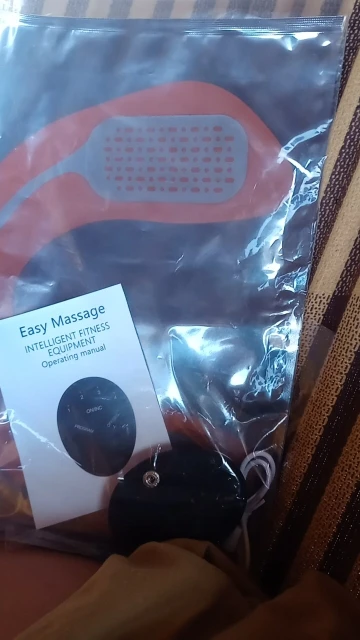 Easy Massage
INTELLIGENT FITNESS
EQUIPMENT
Operating manual